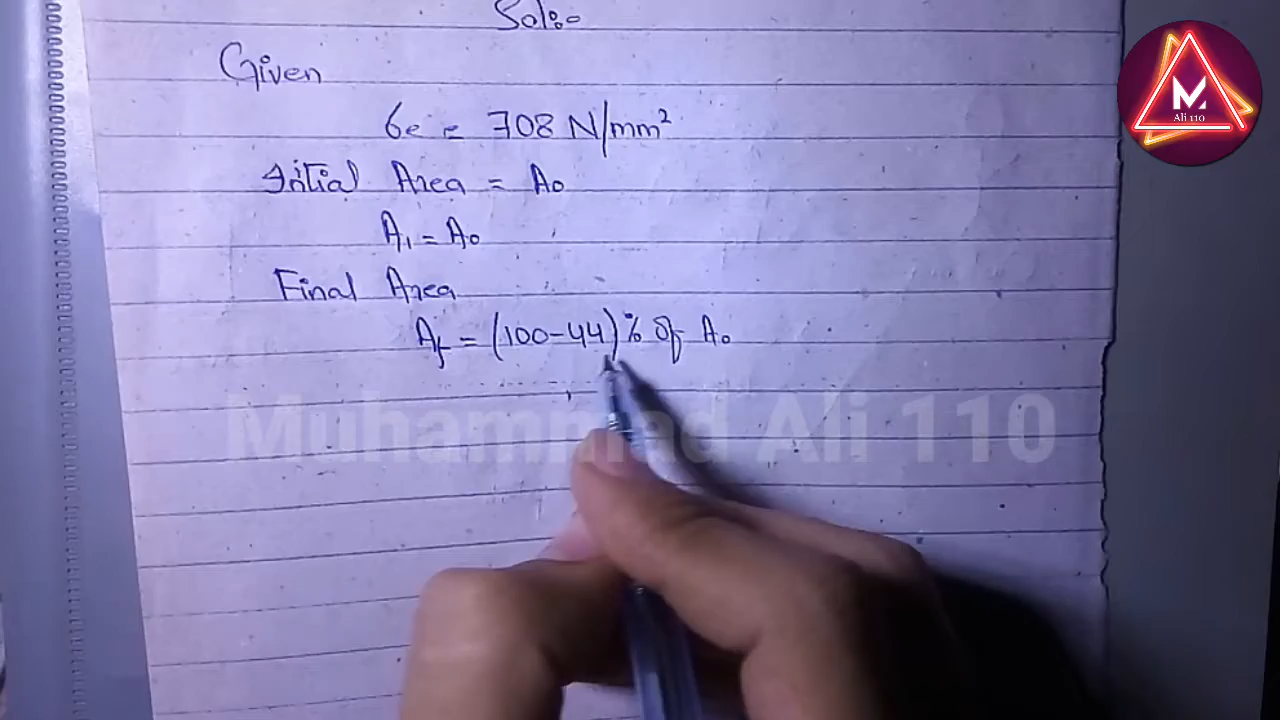 Sol:-
Given
6e = 708 N/mm²
Initial Area = A₀
A₁ = A₀
Final Area
Af = (100-44)% of A₀
Muhammad Ali 110
M
Ali 110